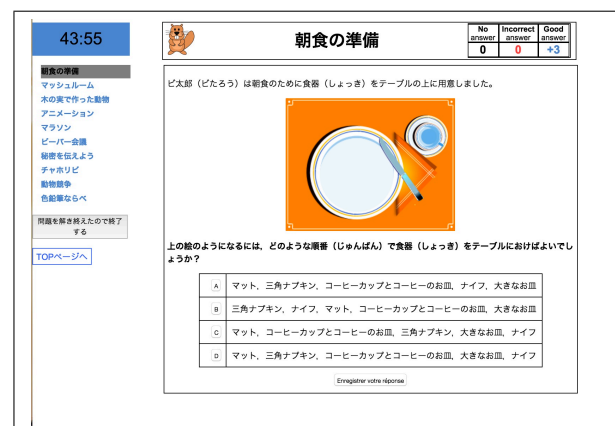 43:55
朝食の準備
マッシュルーム
木の実で作った動物
アニメーション
マラソン
ビーバー会議
秘密を伝えよう
チャホリビ
動物競争
色鉛筆ならべ
問題を解き終えたので終了
する
TOPページへ
朝食の準備
No answer Incorrect answer Good answer
0 0 +3
ビ太郎（ビたろう）は朝食のために食器（しょっき）をテーブルの上に用意しました。
上の絵のようになるには，どのような順番（じゅんばん）で食器（しょっき）をテーブルにおけばよいでし
ょうか？
A マット，三角ナプキン，コーヒーカップとコーヒーのお皿，ナイフ，大きなお皿
B 三角ナプキン，ナイフ，マット，コーヒーカップとコーヒーのお皿，大きなお皿
C マット，コーヒーカップとコーヒーのお皿，三角ナプキン，大きなお皿，ナイフ
D マット，三角ナプキン，コーヒーカップとコーヒーのお皿，大きなお皿，ナイフ
Enregistrer votre réponse